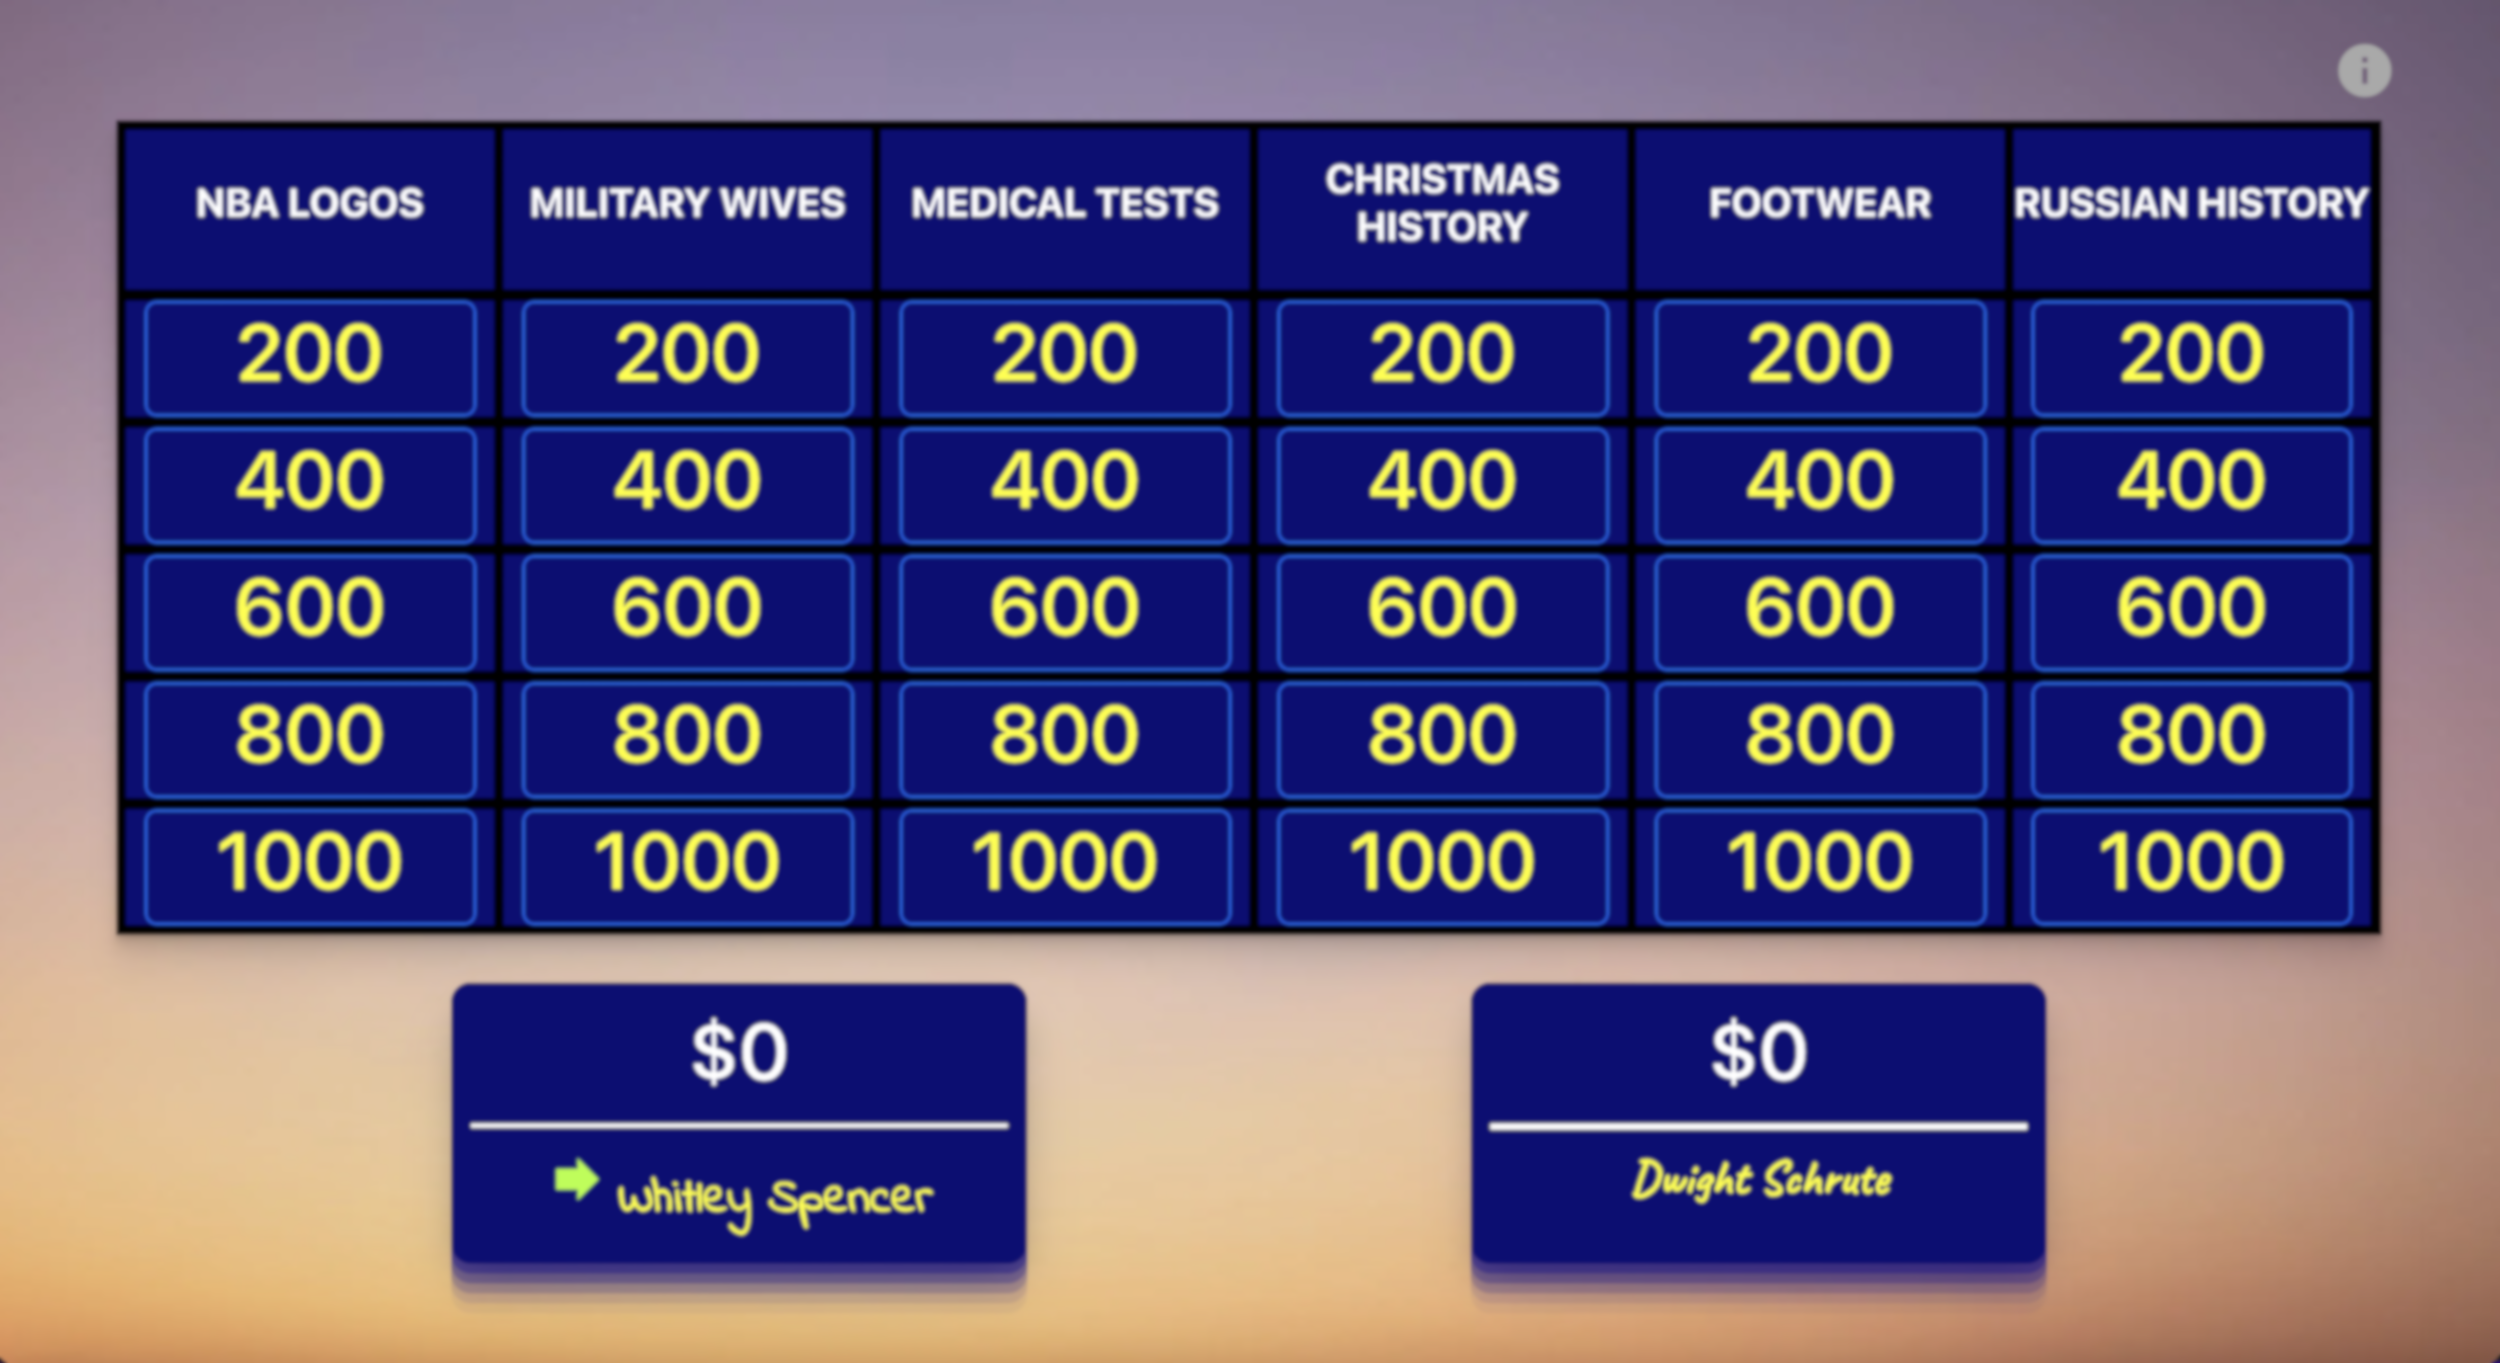 i
NBA LOGOS MILITARY WIVES MEDICAL TESTS CHRISTMAS HISTORY FOOTWEAR RUSSIAN HISTORY
200 200 200 200 200 200
400 400 400 400 400 400
600 600 600 600 600 600
800 800 800 800 800 800
1000 1000 1000 1000 1000 1000
$0 $0
Whitley Spencer Dwight Schrute